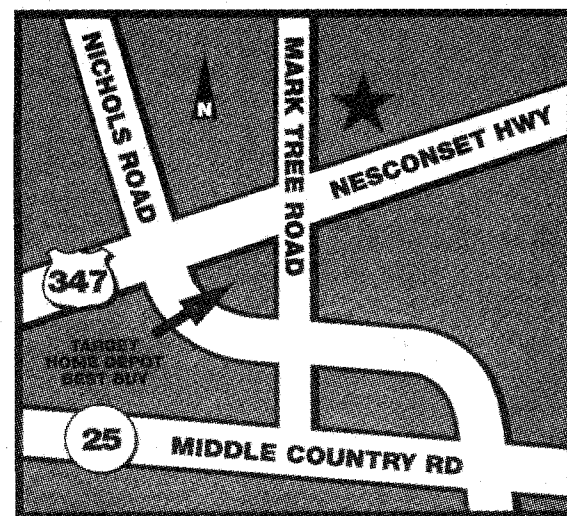 NICHOLS ROAD
N
MARK TREE ROAD
NESCONSET HWY
347
TARGET
HOME DEPOT
BEST BUY
25
MIDDLE COUNTRY RD